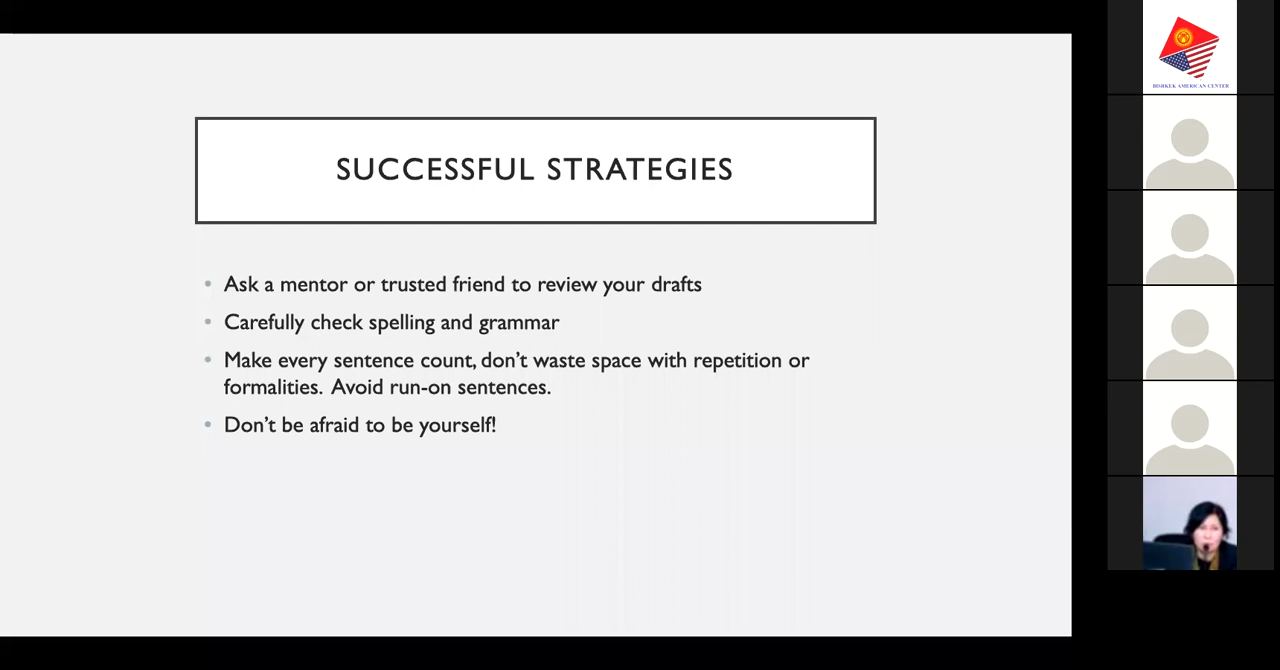 SUCCESSFUL STRATEGIES
• Ask a mentor or trusted friend to review your drafts
• Carefully check spelling and grammar
• Make every sentence count, don’t waste space with repetition or
formalities.  Avoid run-on sentences.
• Don’t be afraid to be yourself!
BISHKEK AMERICAN CENTER